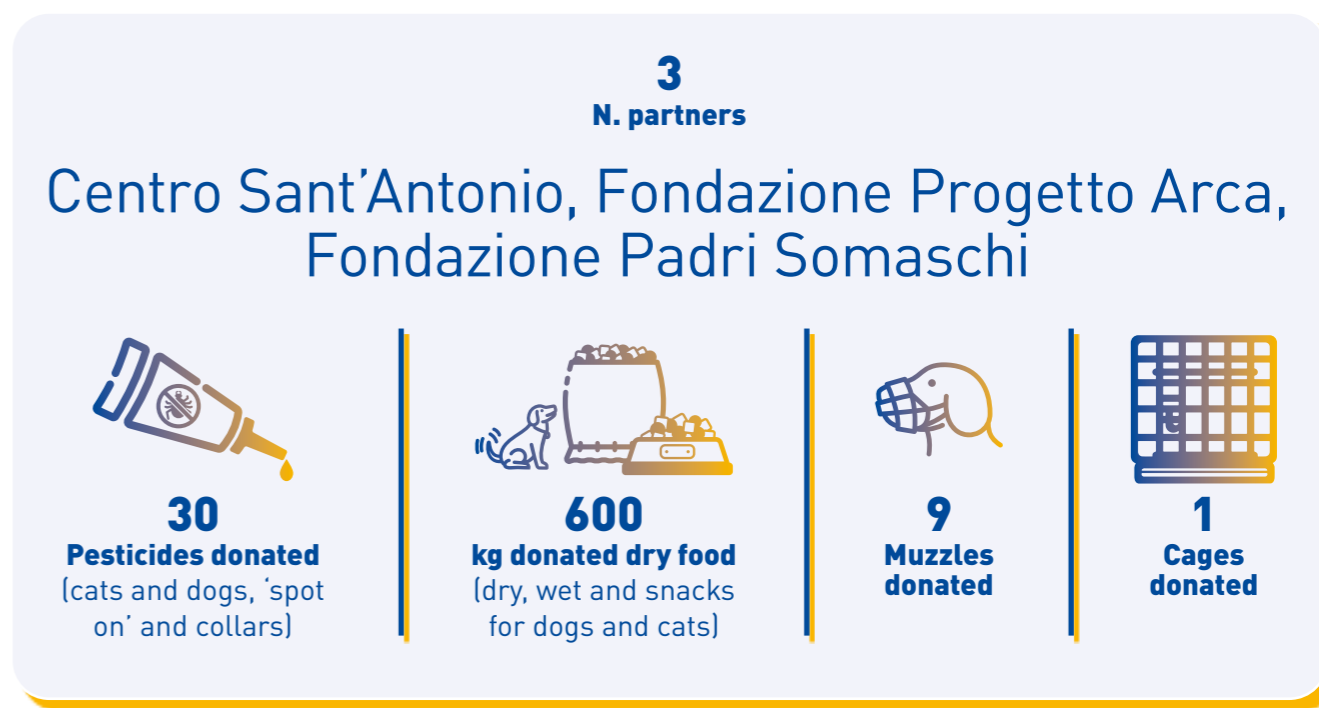 3
N. partners
Centro Sant’Antonio, Fondazione Progetto Arca,
Fondazione Padri Somaschi
30
Pesticides donated
(cats and dogs, ‘spot
on’ and collars)
600
kg donated dry food
(dry, wet and snacks
for dogs and cats)
9
Muzzles
donated
1
Cages
donated